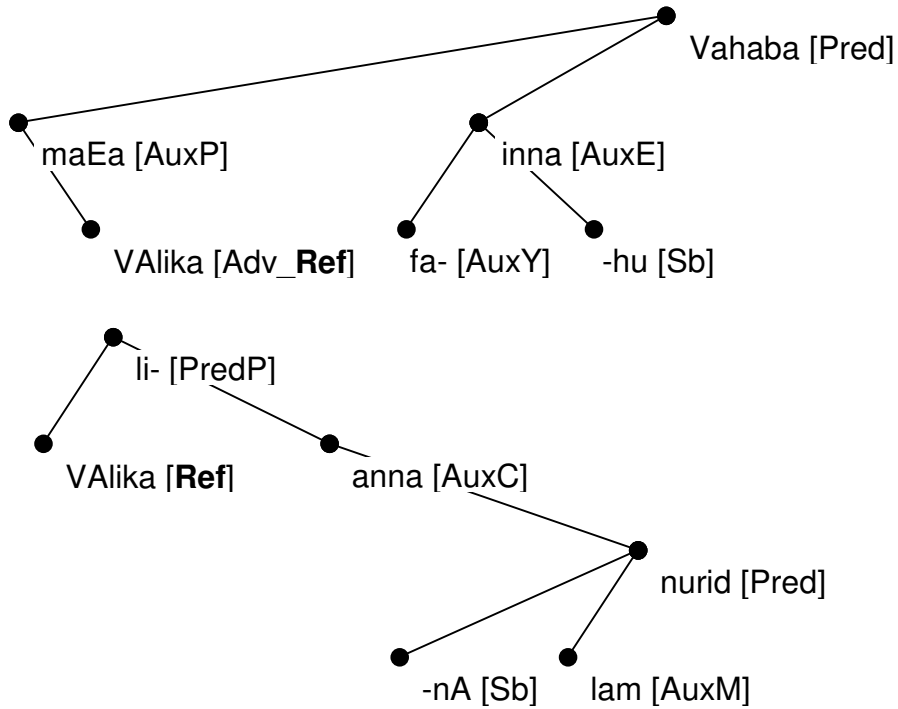 Vahaba [Pred]
maEa [AuxP] inna [AuxE]
VAlika [Adv_Ref] fa- [AuxY] -hu [Sb]
li- [PredP]
VAlika [Ref] anna [AuxC]
nurid [Pred]
-nA [Sb] lam [AuxM]